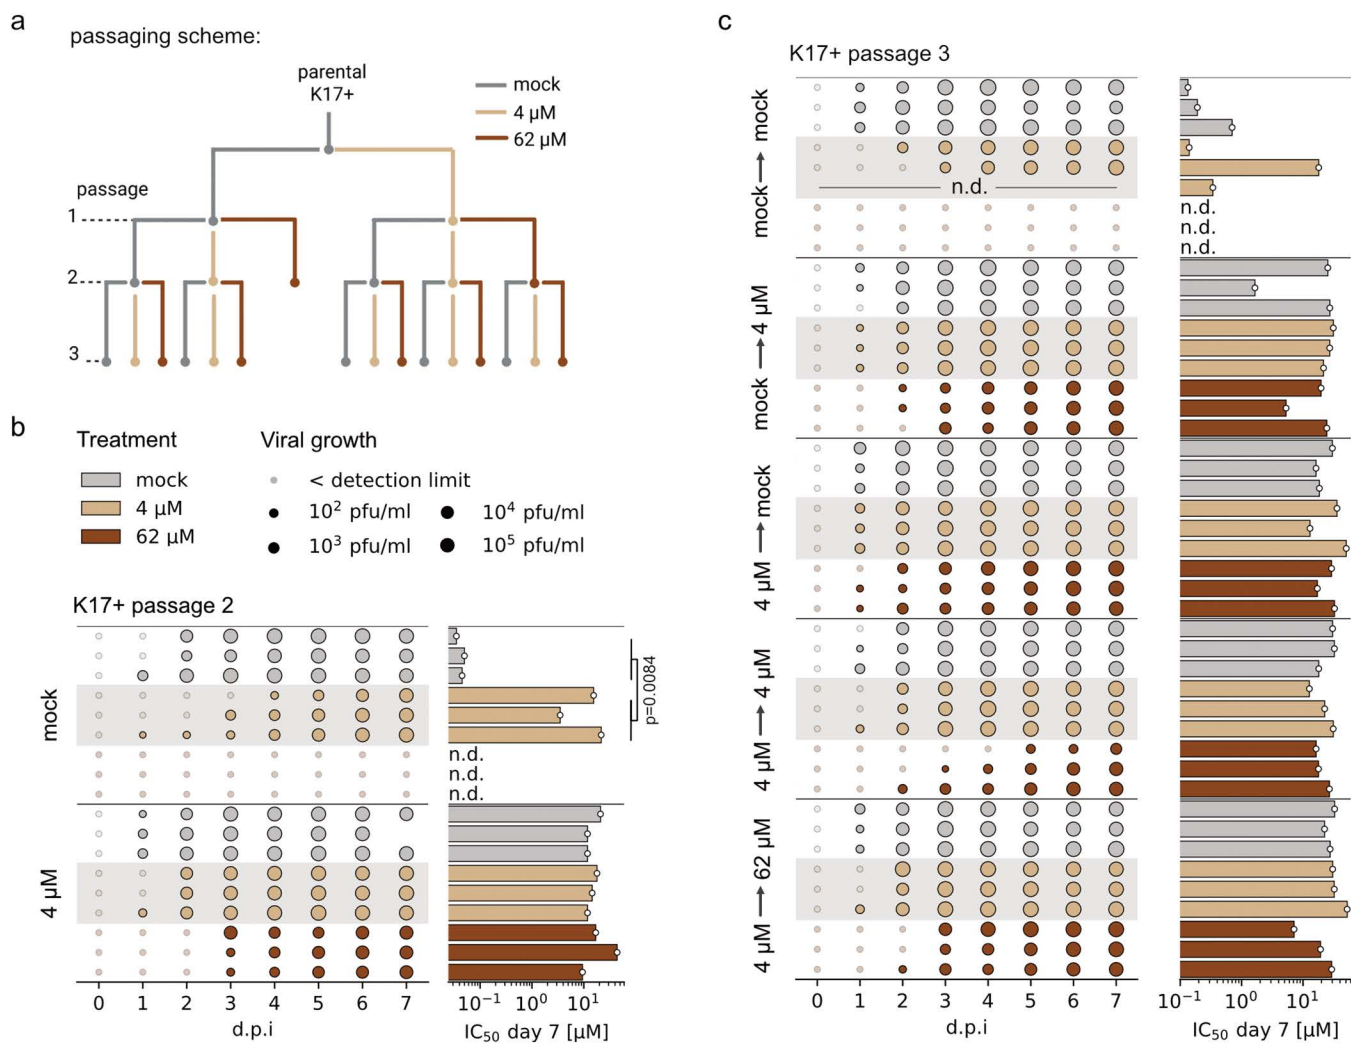 a
passaging scheme:
parental
K17+
mock
4 µM
62 µM
passage
1
2
3
b
Treatment
mock
4 µM
62 µM
Viral growth
< detection limit
10² pfu/ml
10⁴ pfu/ml
10³ pfu/ml
10⁵ pfu/ml
K17+ passage 2
mock
4 µM
n.d.
n.d.
n.d.
p=0.0084
0 1 2 3 4 5 6 7
d.p.i
10⁻¹ 10⁰ 10¹
IC₅₀ day 7 [µM]
c
K17+ passage 3
mock → mock
n.d.
n.d.
n.d.
n.d.
mock → 4 µM
4 µM → mock
4 µM → 4 µM
4 µM → 62 µM
0 1 2 3 4 5 6 7
d.p.i
10⁻¹ 10⁰ 10¹
IC₅₀ day 7 [µM]